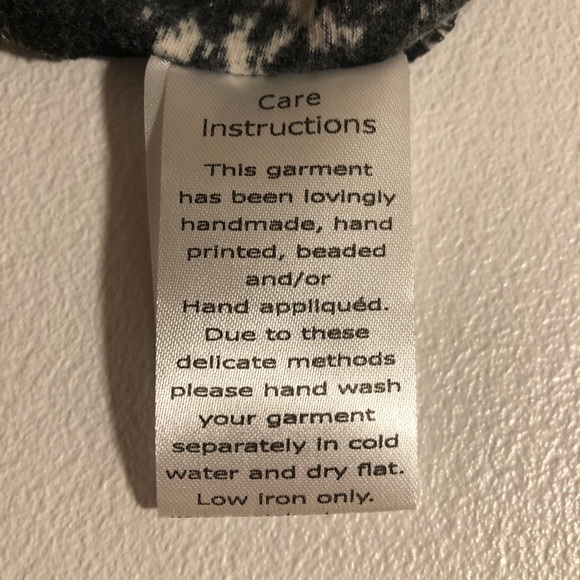 Care
Instructions
This garment
has been lovingly
handmade, hand
printed, beaded
and/or
Hand appliquéd.
Due to these
delicate methods
please hand wash
your garment
separately in cold
water and dry flat.
Low iron only.